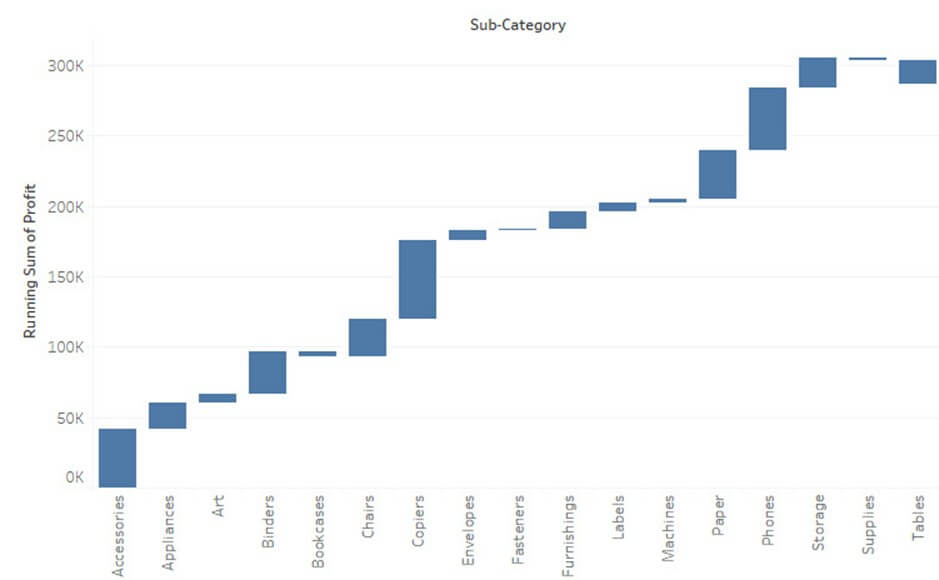 Sub-Category
Running Sum of Profit
300K
250K
200K
150K
100K
50K
0K
Accessories
Appliances
Art
Binders
Bookcases
Chairs
Copiers
Envelopes
Fasteners
Furnishings
Labels
Machines
Paper
Phones
Storage
Supplies
Tables